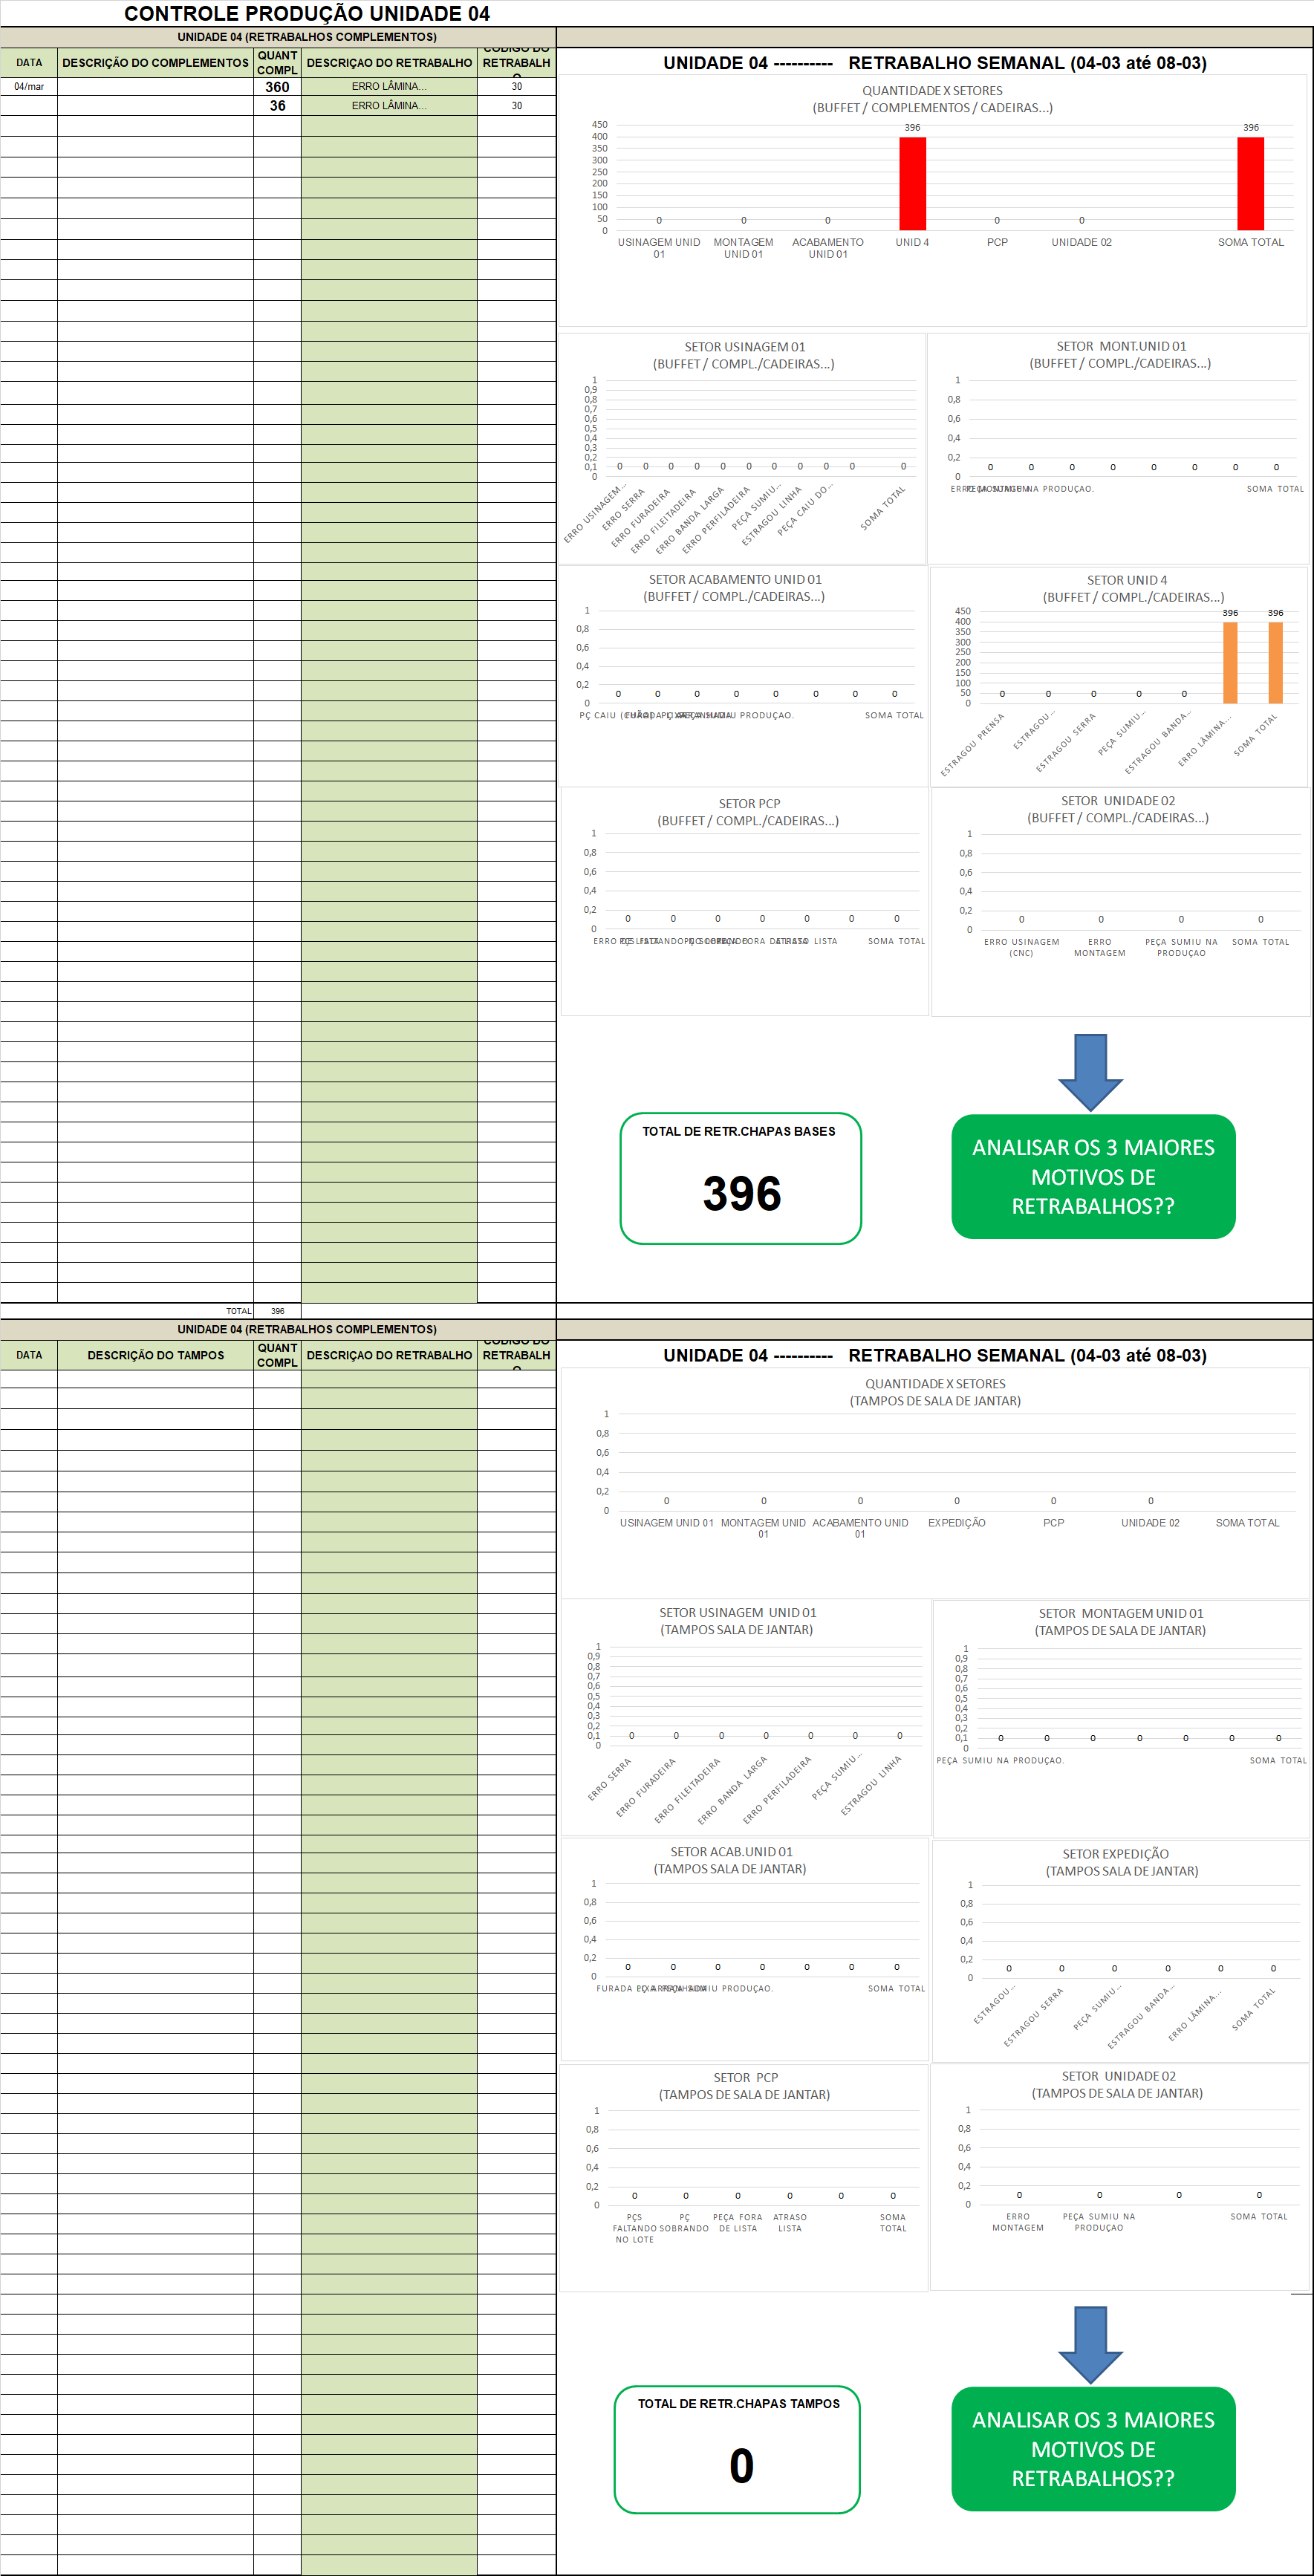 CONTROLE PRODUÇÃO UNIDADE 04
UNIDADE 04 (RETRABALHOS COMPLEMENTOS)
DATA
DESCRIÇÃO DO COMPLEMENTOS
QUANT
COMPL
DESCRIÇAO DO RETRABALHO
CODIGO DO
RETRABALH
O
04/mar
360
ERRO LÂMINA...
30
36
ERRO LÂMINA...
30
UNIDADE 04 ---------- RETRABALHO SEMANAL (04-03 até 08-03)
QUANTIDADE X SETORES
(BUFFET / COMPLEMENTOS / CADEIRAS...)
450
400
350
300
250
200
150
100
50
0
0 0 0 396 0 0 396
USINAGEM UNID
01
MONTAGEM
UNID 01
ACABAMENTO
UNID 01
UNID 4
PCP
UNIDADE 02
SOMA TOTAL
SETOR USINAGEM 01
(BUFFET / COMPL./CADEIRAS...)
1
0,9
0,8
0,7
0,6
0,5
0,4
0,3
0,2
0,1
0
0 0 0 0 0 0 0 0 0 0 0
ERRO USINAGEM...
ERRO SERRA
ERRO FURADEIRA
ERRO FILEITADEIRA
ERRO BANDA LARGA
ERRO PERFILADEIRA
PEÇA SUMIU...
ESTRAGOU LINHA
PEÇA CAIU DO...
SOMA TOTAL
SETOR MONT.UNID 01
(BUFFET / COMPL./CADEIRAS...)
1
0,8
0,6
0,4
0,2
0
0 0 0 0 0 0 0 0
ERRO MONTAGEM
PEÇA SUMIU NA PRODUÇAO.
SOMA TOTAL
SETOR ACABAMENTO UNID 01
(BUFFET / COMPL./CADEIRAS...)
1
0,8
0,6
0,4
0,2
0
0 0 0 0 0 0 0 0
PÇ CAIU (CHÃO)
SUMIU PRODUÇAO.
SOMA TOTAL
SETOR UNID 4
(BUFFET / COMPL./CADEIRAS...)
450
400
350
300
250
200
150
100
50
0
0 0 0 0 0 396 396
ESTRAGOU PRENSA
ESTRAGOU...
ESTRAGOU SERRA
PEÇA SUMIU...
ESTRAGOU BANDA...
ERRO LÂMINA...
SOMA TOTAL
SETOR PCP
(BUFFET / COMPL./CADEIRAS...)
1
0,8
0,6
0,4
0,2
0
0 0 0 0 0 0 0
ATRASO LISTA
SOMA TOTAL
SETOR UNIDADE 02
(BUFFET / COMPL./CADEIRAS...)
1
0,8
0,6
0,4
0,2
0
0 0 0 0
ERRO USINAGEM
(CNC)
ERRO
MONTAGEM
PEÇA SUMIU NA
PRODUÇAO
SOMA TOTAL
TOTAL DE RETR.CHAPAS BASES
396
ANALISAR OS 3 MAIORES
MOTIVOS DE
RETRABALHOS??
TOTAL 396
UNIDADE 04 (RETRABALHOS COMPLEMENTOS)
DATA
DESCRIÇÃO DO TAMPOS
QUANT
COMPL
DESCRIÇAO DO RETRABALHO
CODIGO DO
RETRABALH
O
UNIDADE 04 ---------- RETRABALHO SEMANAL (04-03 até 08-03)
QUANTIDADE X SETORES
(TAMPOS DE SALA DE JANTAR)
1
0,8
0,6
0,4
0,2
0
0 0 0 0 0 0
USINAGEM UNID 01
MONTAGEM UNID
01
ACABAMENTO UNID
01
EXPEDIÇÃO
PCP
UNIDADE 02
SOMA TOTAL
SETOR USINAGEM UNID 01
(TAMPOS SALA DE JANTAR)
1
0,9
0,8
0,7
0,6
0,5
0,4
0,3
0,2
0,1
0
0 0 0 0 0 0 0
ERRO SERRA
ERRO FURADEIRA
ERRO FILEITADEIRA
ERRO BANDA LARGA
ERRO PERFILADEIRA
PEÇA SUMIU...
ESTRAGOU LINHA
SETOR MONTAGEM UNID 01
(TAMPOS DE SALA DE JANTAR)
1
0,9
0,8
0,7
0,6
0,5
0,4
0,3
0,2
0,1
0
0 0 0 0 0 0 0
PEÇA SUMIU NA PRODUÇAO.
SOMA TOTAL
SETOR ACAB.UNID 01
(TAMPOS SALA DE JANTAR)
1
0,8
0,6
0,4
0,2
0
0 0 0 0 0 0 0
FURADA LIXA
SUMIU PRODUÇAO.
SOMA TOTAL
SETOR EXPEDIÇÃO
(TAMPOS SALA DE JANTAR)
1
0,8
0,6
0,4
0,2
0
0 0 0 0 0 0
ESTRAGOU...
ESTRAGOU SERRA
PEÇA SUMIU...
ESTRAGOU BANDA...
ERRO LÂMINA...
SOMA TOTAL
SETOR PCP
(TAMPOS DE SALA DE JANTAR)
1
0,8
0,6
0,4
0,2
0
0 0 0 0 0 0
PÇS
FALTANDO
NO LOTE
PÇ
SOBRANDO
PEÇA FORA
DE LISTA
ATRASO
LISTA
SOMA
TOTAL
SETOR UNIDADE 02
(TAMPOS DE SALA DE JANTAR)
1
0,8
0,6
0,4
0,2
0
0 0 0 0
ERRO
MONTAGEM
PEÇA SUMIU NA
PRODUÇAO
SOMA TOTAL
TOTAL DE RETR.CHAPAS TAMPOS
0
ANALISAR OS 3 MAIORES
MOTIVOS DE
RETRABALHOS??